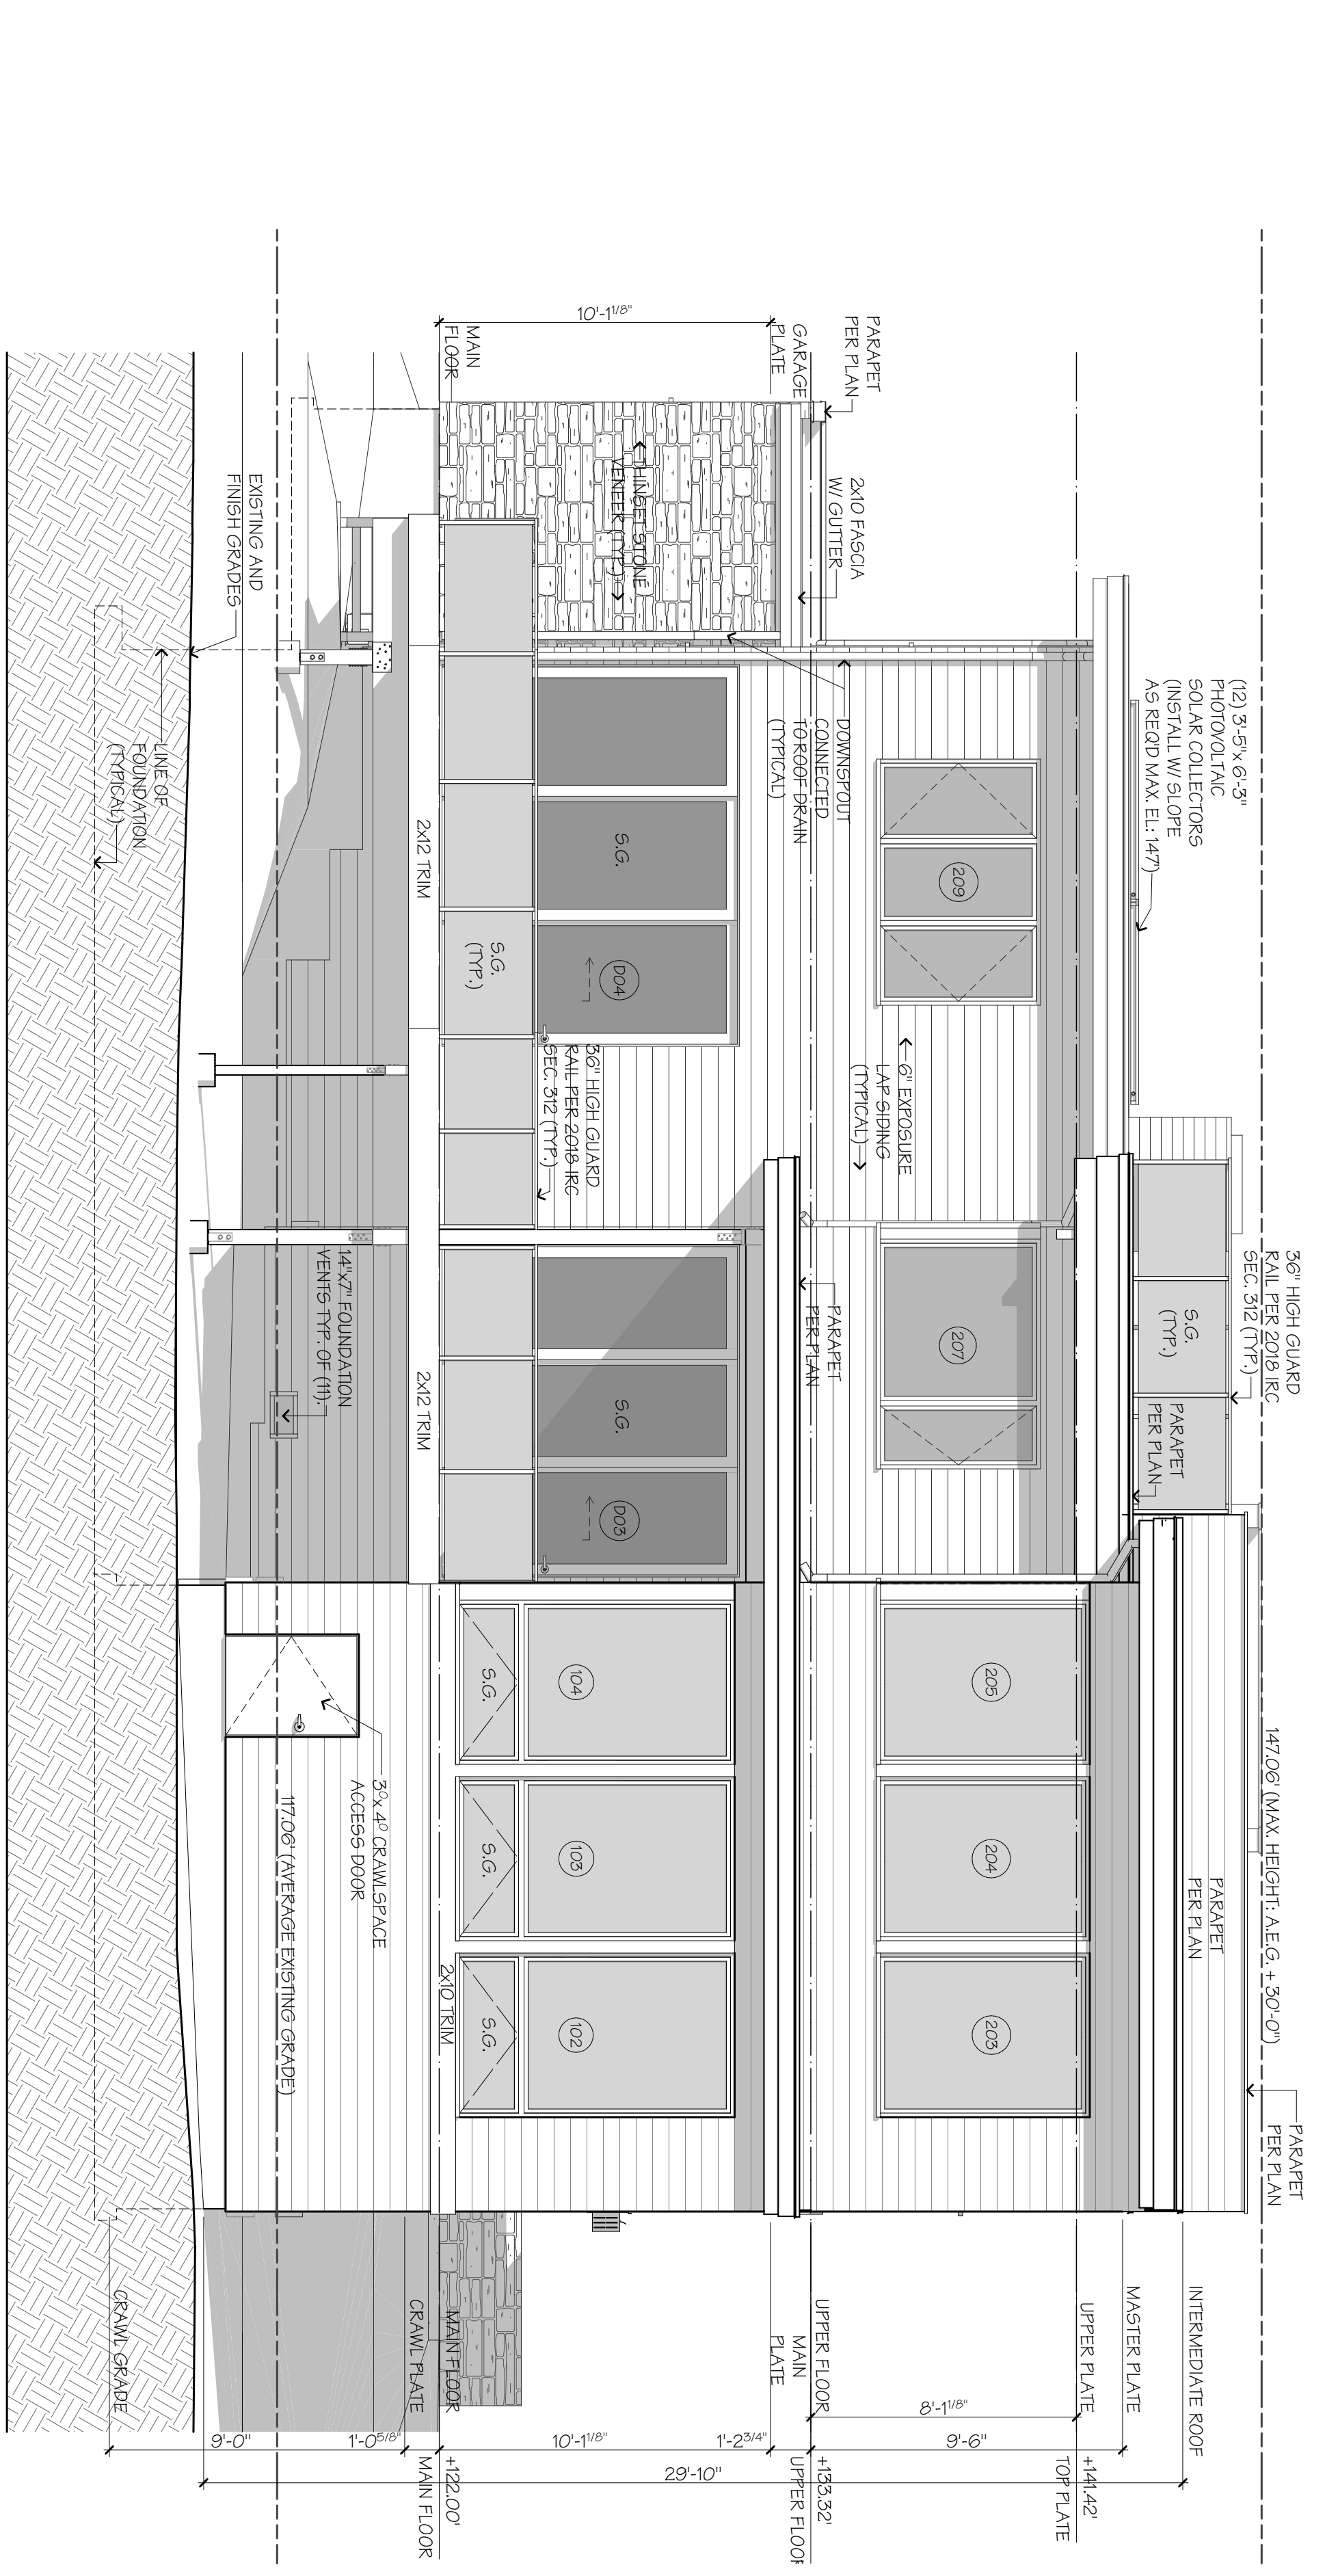 147.06' (MAX. HEIGHT: A.E.G. + 30'-0")
PARAPET
PER PLAN
36" HIGH GUARD
RAIL PER 2018 IRC
SEC. 312 (TYP.)
(12) 3'-5"x 6'-3"
PHOTOVOLTAIC
SOLAR COLLECTORS
(INSTALL W/ SLOPE
AS REQ'D MAX. EL: 147')
S.G.
(TYP.)
PARAPET
PER PLAN
PARAPET
PER PLAN
INTERMEDIATE ROOF
MASTER PLATE
UPPER PLATE
+141.42'
TOP PLATE
8'-1 1/8"
9'-6"
209
207
205
204
203
6" EXPOSURE
LAP SIDING
(TYPICAL)
PARAPET
PER PLAN
2x10 FASCIA
W/ GUTTER
DOWNSPOUT
CONNECTED
TO ROOF DRAIN
(TYPICAL)
PARAPET
PER PLAN
GARAGE
PLATE
UPPER FLOOR
+133.32'
UPPER FLOOR
MAIN
PLATE
1'-2 3/4"
10'-1 1/8"
THINSET STONE
VENEER (TYP.)
S.G.
D04
36" HIGH GUARD
RAIL PER 2018 IRC
SEC. 312 (TYP.)
S.G.
D03
104
103
102
10'-1 1/8"
29'-10"
S.G.
(TYP.)
S.G.
S.G.
S.G.
MAIN
FLOOR
2x10 TRIM
MAIN FLOOR
+122.00'
MAIN FLOOR
2x12 TRIM
2x12 TRIM
CRAWL PLATE
1'-0 5/8"
3⁰x 4⁰ CRAWLSPACE
ACCESS DOOR
14"x7" FOUNDATION
VENTS TYP. OF (11).
117.06' (AVERAGE EXISTING GRADE)
EXISTING AND
FINISH GRADES
9'-0"
LINE OF
FOUNDATION
(TYPICAL)
CRAWL GRADE